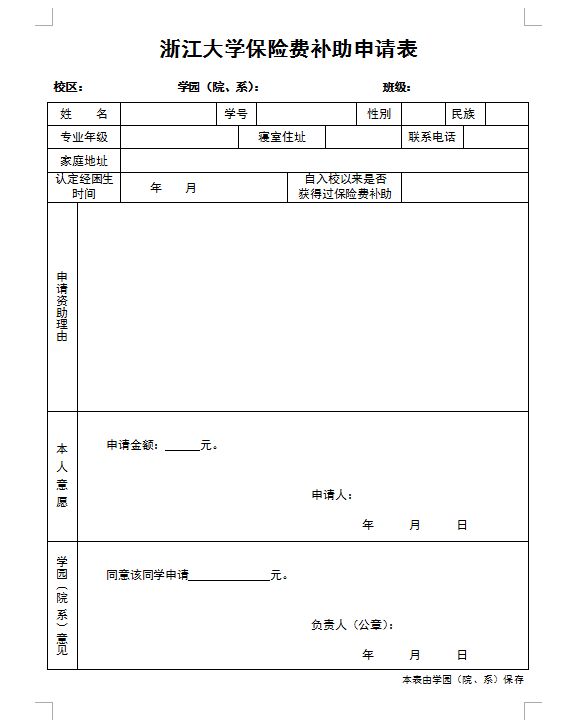 浙江大学保险费补助申请表
校区： 学园（院、系）： 班级：
姓 名 学号 性別 民族
专业年级 寝室住址 联系电话
家庭地址
认定经困生时间 年 月 自入校以来是否获得过保险费补助
申请资助理由
本人意愿
申请金额：______元。
申请人：
年 月 日
学园（院系）意见
同意该同学申请______________元。
负责人（公章）：
年 月 日
本表由学园（院、系）保存